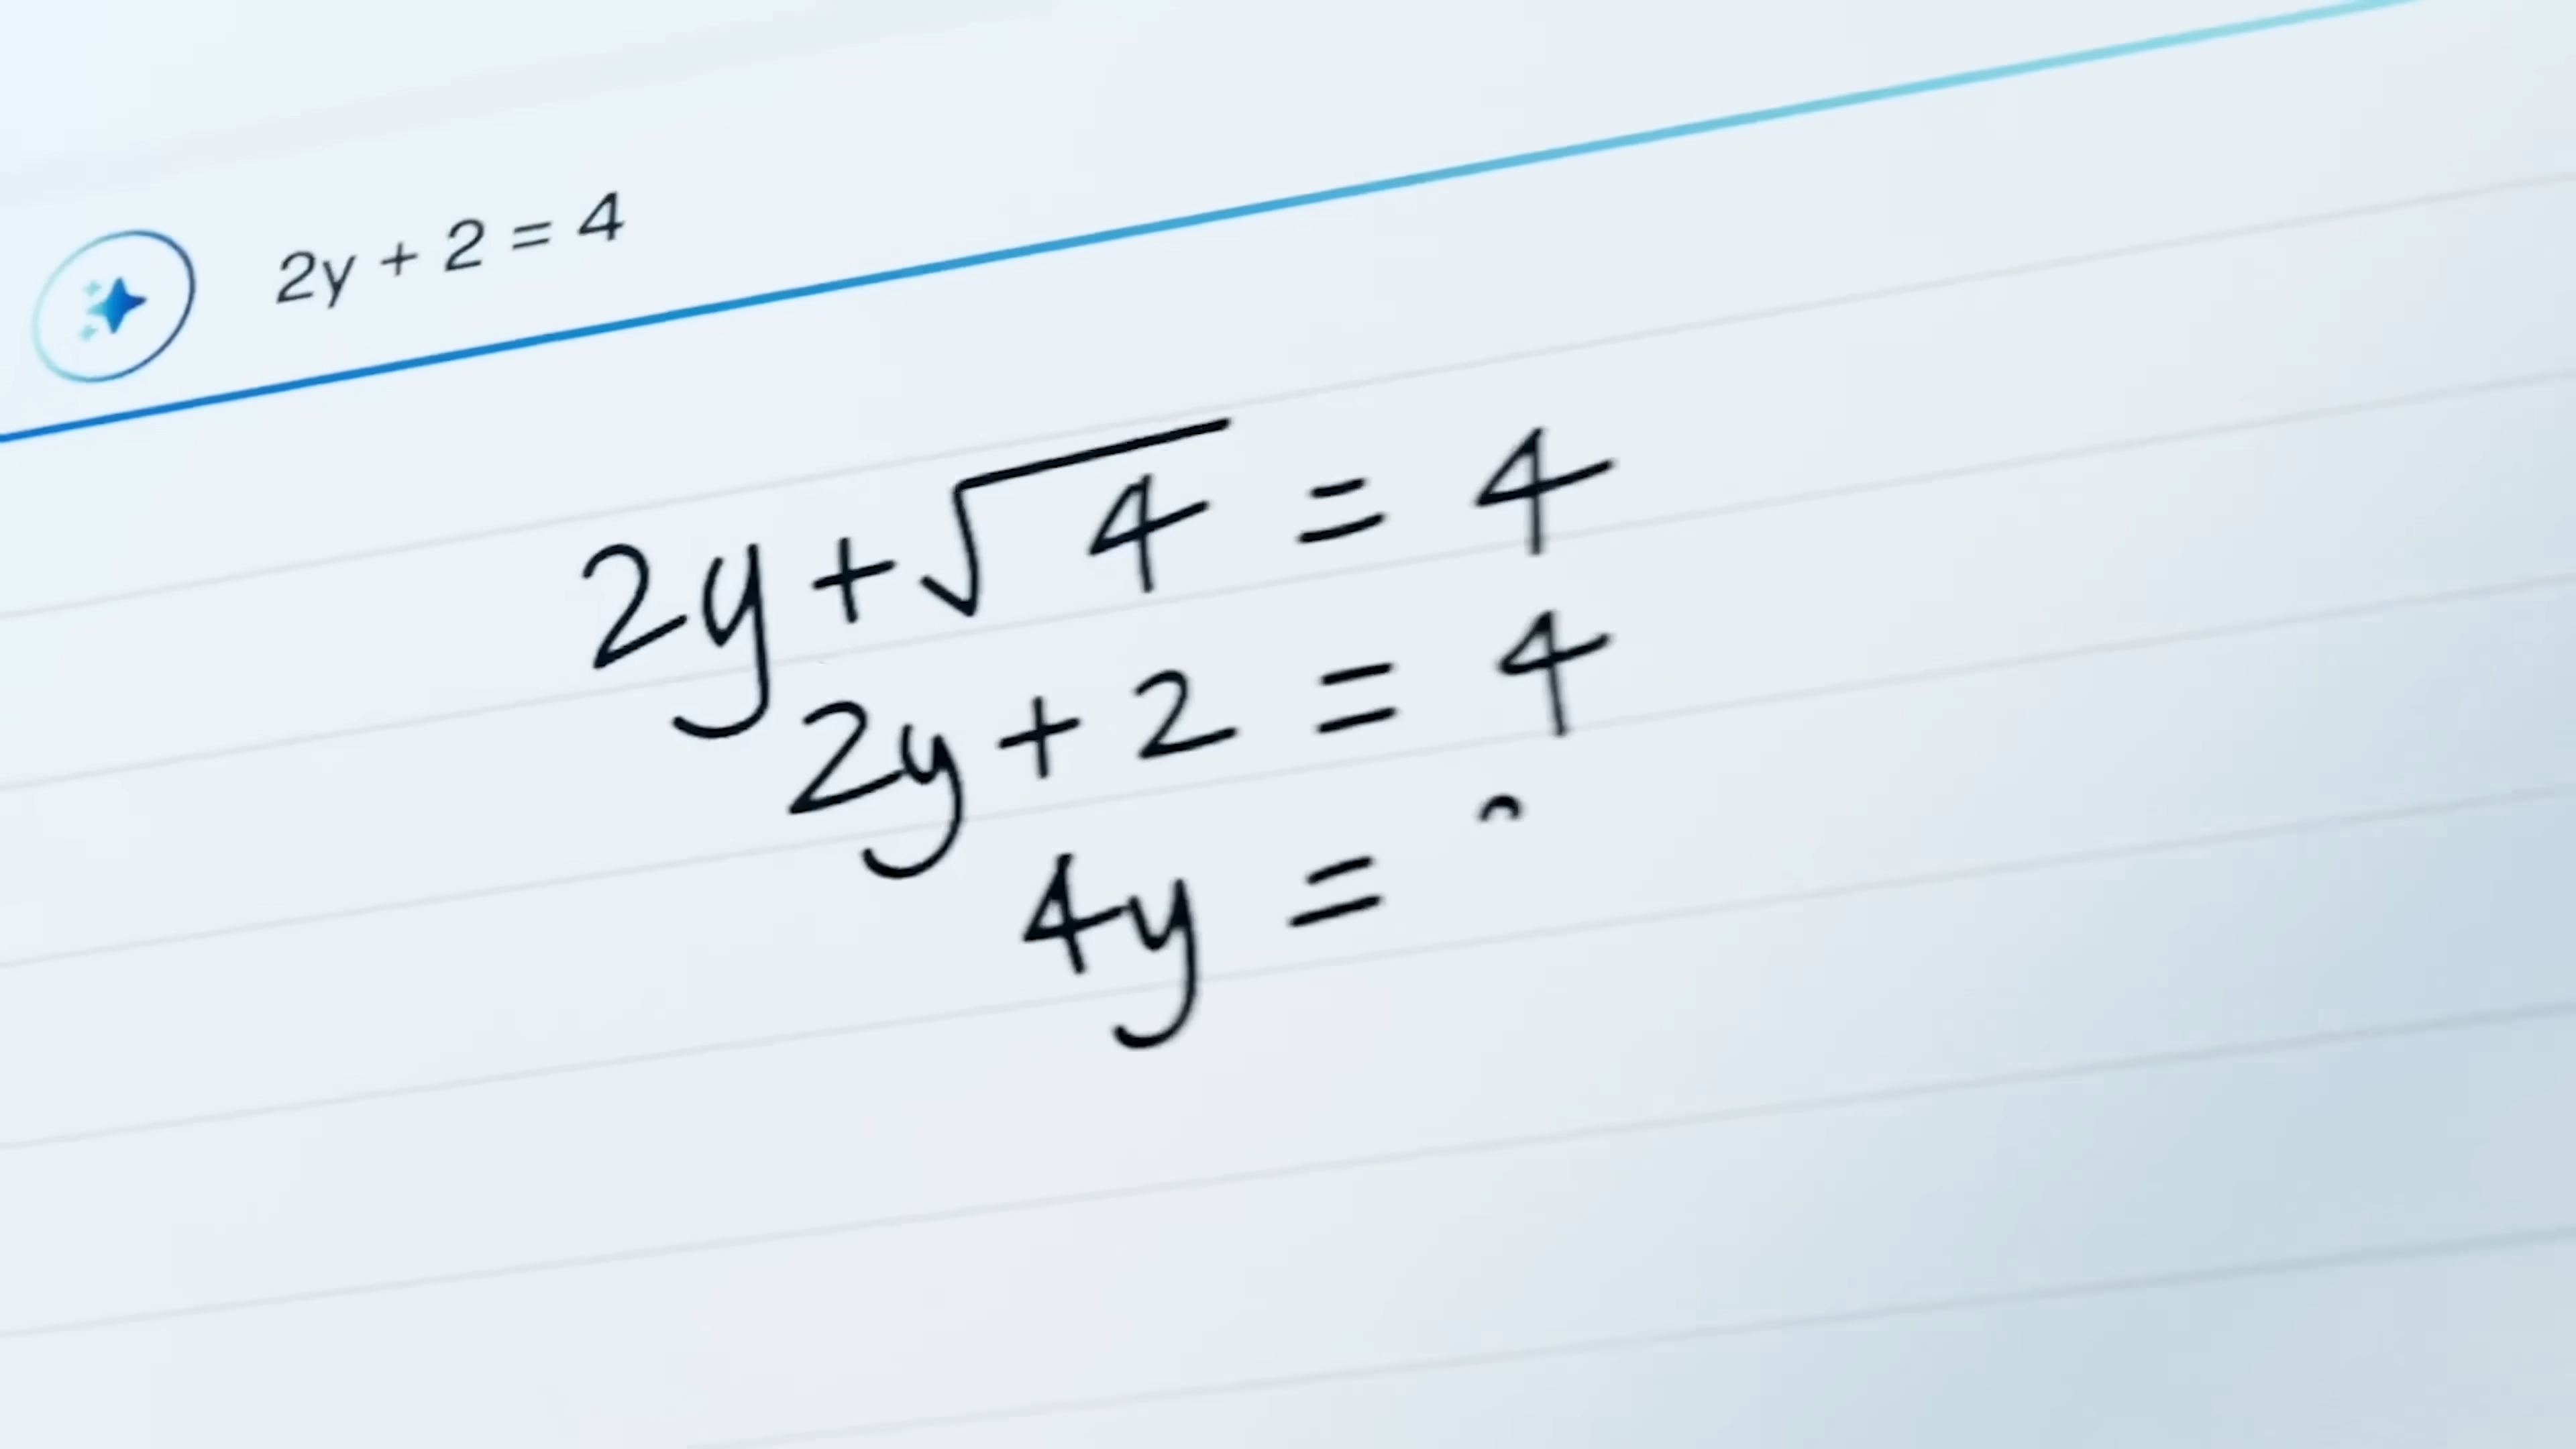 2y + 2 = 4
2y + √4 = 4
2y + 2 = 4
4y =